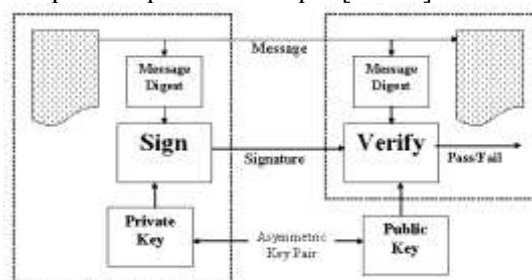 Message
Message
Digest
Message
Digest
Sign
Verify
Signature
Pass/Fail
Private
Key
Asymmetric
Key Pair
Public
Key